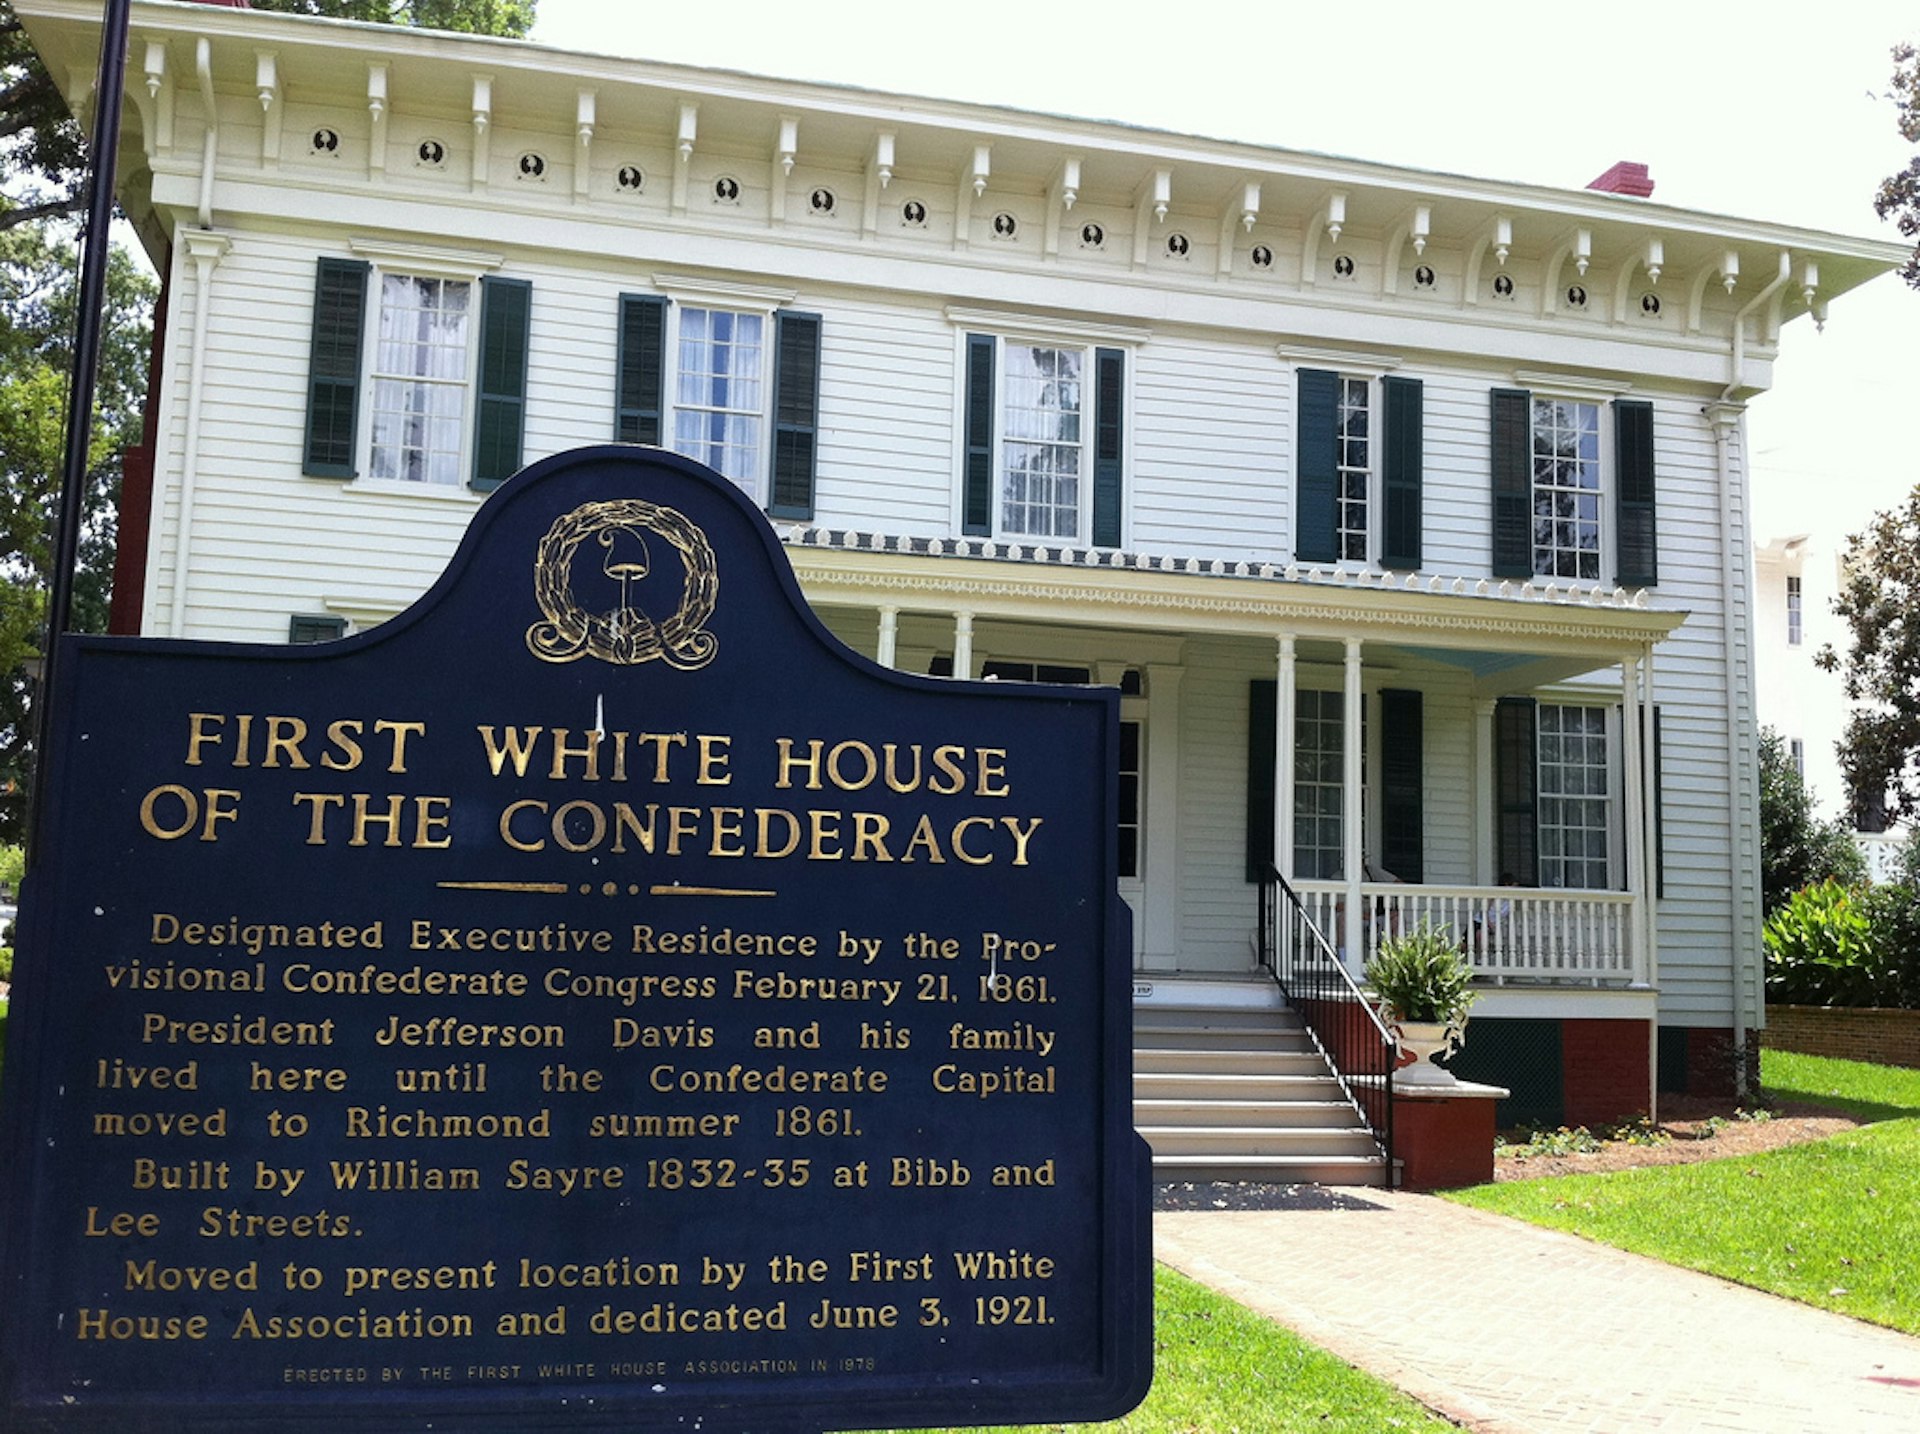 FIRST WHITE HOUSE
OF THE CONFEDERACY
Designated Executive Residence by the Pro-
visional Confederate Congress February 21, 1861.
President Jefferson Davis and his family
lived here until the Confederate Capital
moved to Richmond summer 1861.
Built by William Sayre 1832-35 at Bibb and
Lee Streets.
Moved to present location by the First White
House Association and dedicated June 3, 1921.
ERECTED BY THE FIRST WHITE HOUSE ASSOCIATION IN 1978